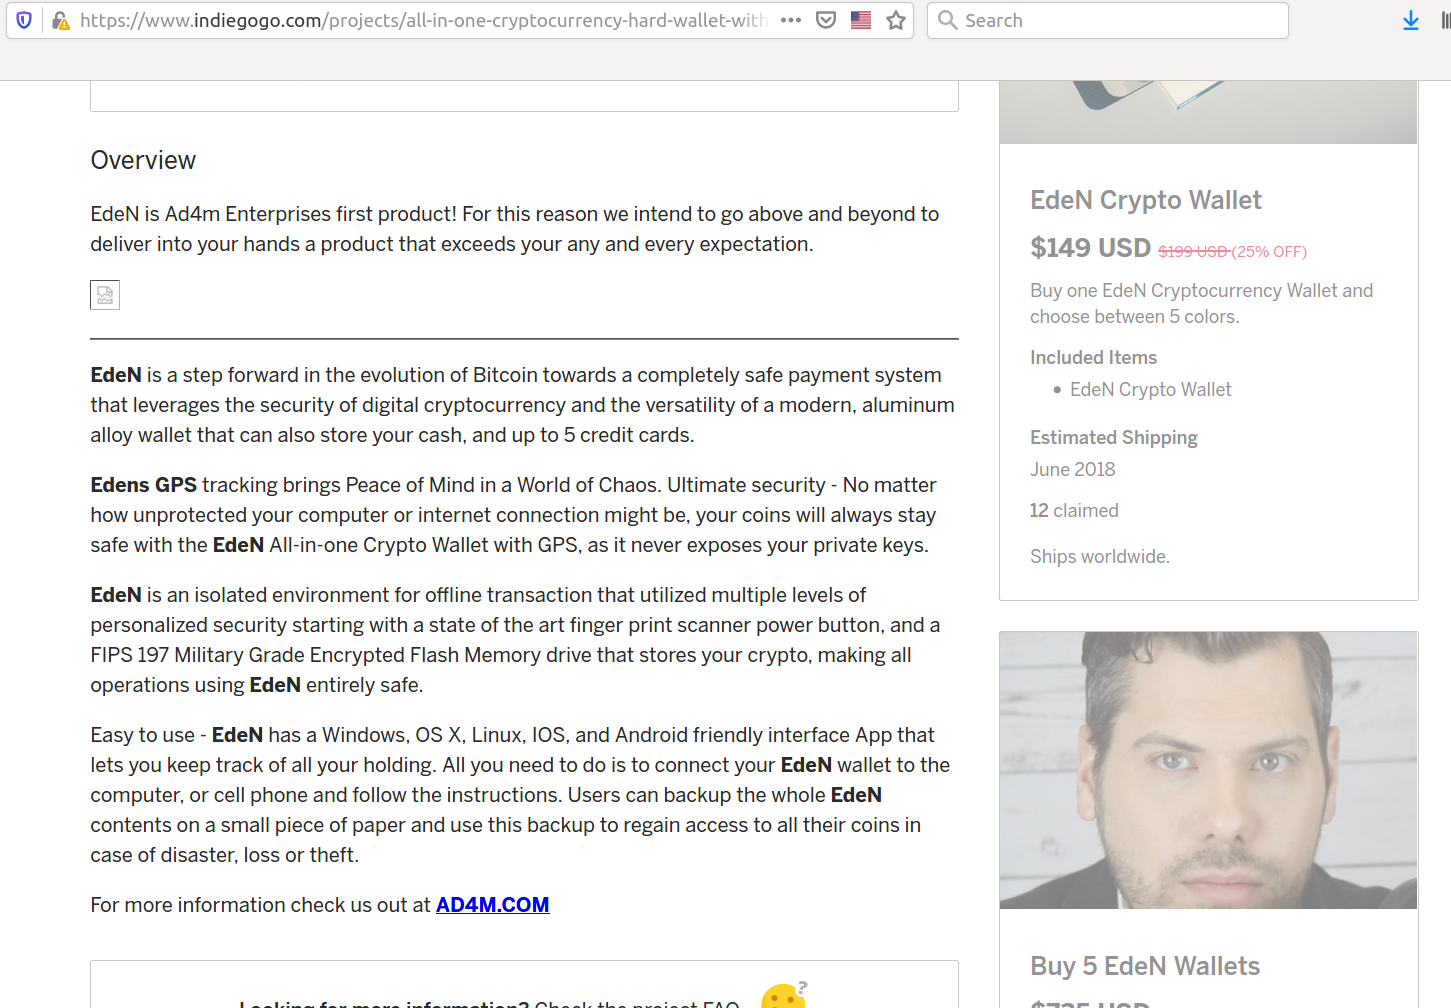 https://www.indiegogo.com/projects/all-in-one-cryptocurrency-hard-wallet-with
Search
Overview
EdeN is Ad4m Enterprises first product! For this reason we intend to go above and beyond to
deliver into your hands a product that exceeds your any and every expectation.
EdeN is a step forward in the evolution of Bitcoin towards a completely safe payment system
that leverages the security of digital cryptocurrency and the versatility of a modern, aluminum
alloy wallet that can also store your cash, and up to 5 credit cards.
Edens GPS tracking brings Peace of Mind in a World of Chaos. Ultimate security - No matter
how unprotected your computer or internet connection might be, your coins will always stay
safe with the EdeN All-in-one Crypto Wallet with GPS, as it never exposes your private keys.
EdeN is an isolated environment for offline transaction that utilized multiple levels of
personalized security starting with a state of the art finger print scanner power button, and a
FIPS 197 Military Grade Encrypted Flash Memory drive that stores your crypto, making all
operations using EdeN entirely safe.
Easy to use - EdeN has a Windows, OS X, Linux, IOS, and Android friendly interface App that
lets you keep track of all your holding. All you need to do is to connect your EdeN wallet to the
computer, or cell phone and follow the instructions. Users can backup the whole EdeN
contents on a small piece of paper and use this backup to regain access to all their coins in
case of disaster, loss or theft.
For more information check us out at AD4M.COM
Looking for more information? Check the project FAQ
?
EdeN Crypto Wallet
$149 USD $199 USD (25% OFF)
Buy one EdeN Cryptocurrency Wallet and
choose between 5 colors.
Included Items
• EdeN Crypto Wallet
Estimated Shipping
June 2018
12 claimed
Ships worldwide.
Buy 5 EdeN Wallets
$725 USD